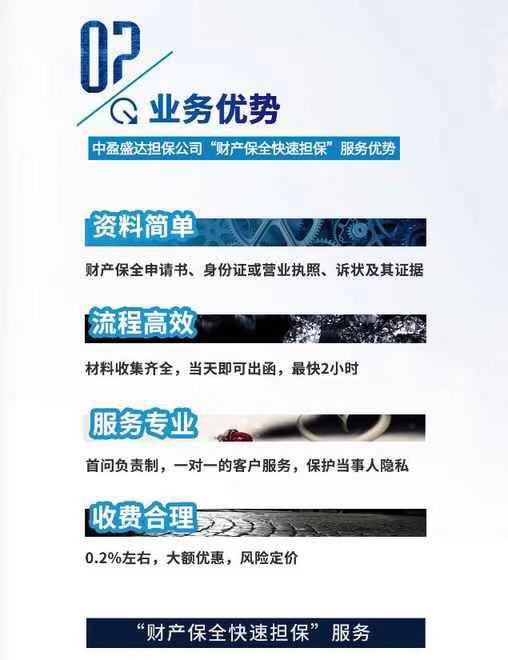 02
业务优势
中盈盛达担保公司“财产保全快速担保”服务优势
资料简单
财产保全申请书、身份证或营业执照、诉状及其证据
流程高效
材料收集齐全，当天即可出函，最快2小时
服务专业
首问负责制，一对一的客户服务，保护当事人隐私
收费合理
0.2%左右，大额优惠，风险定价
“财产保全快速担保”服务